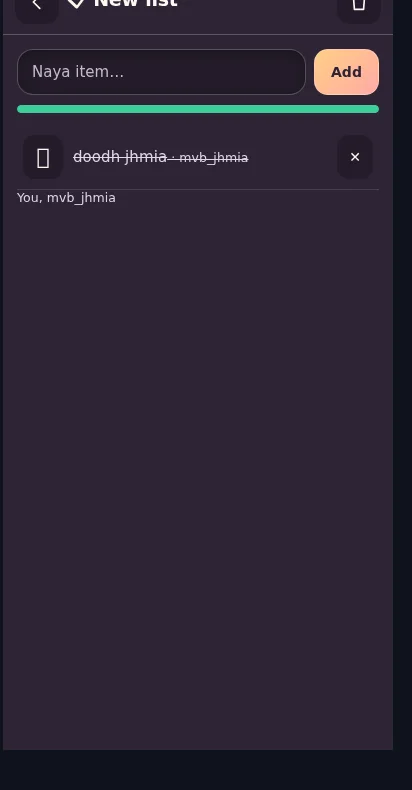 New list
Naya item...
Add
doodh jhmia · mvb_jhmia
×
You, mvb_jhmia